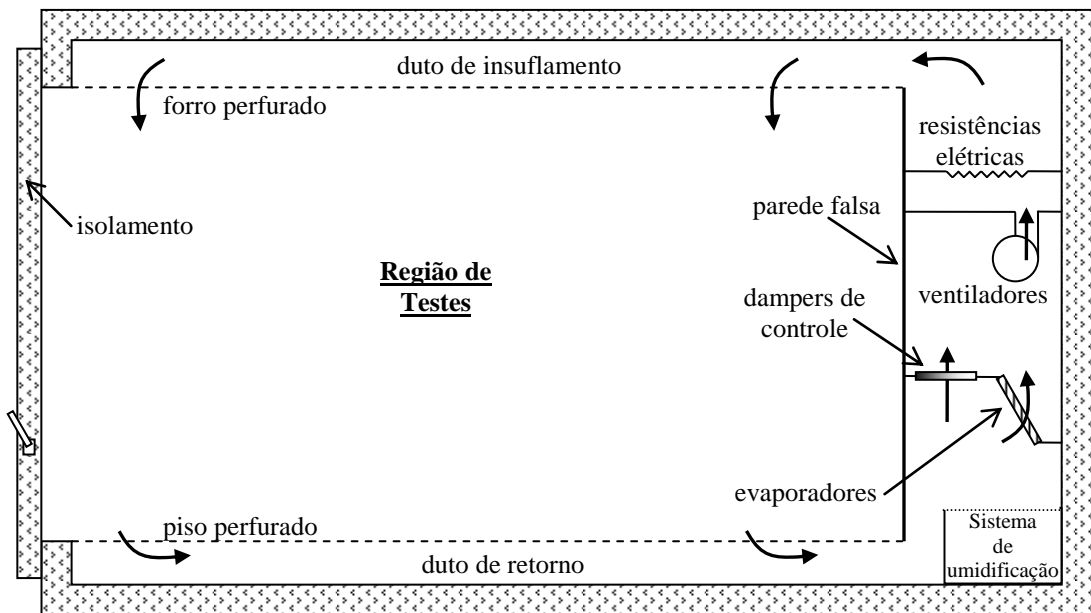 duto de insuflamento
forro perfurado
resistências
elétricas
isolamento
parede falsa
Região de
Testes
ventiladores
dampers de
controle
evaporadores
piso perfurado
Sistema
de
umidificação
duto de retorno